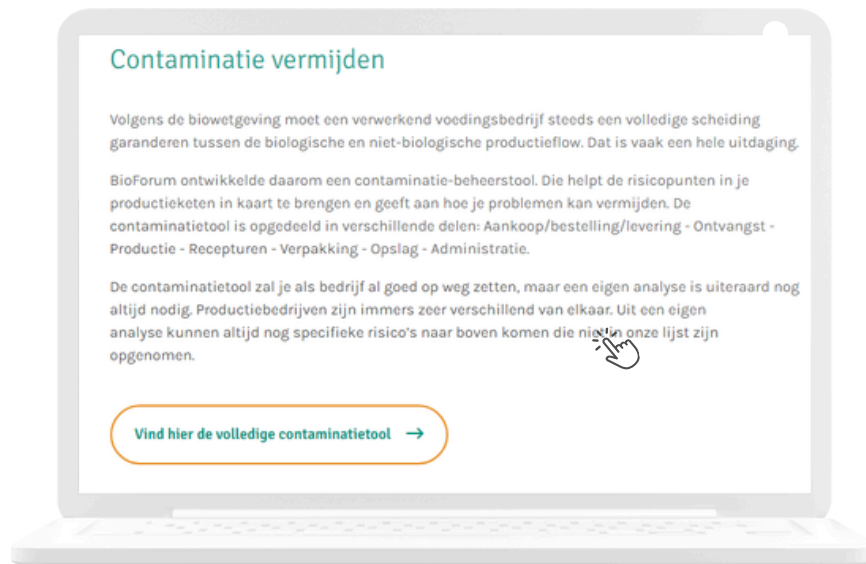 Contaminatie vermijden
Volgens de biowetgeving moet een verwerkend voedingsbedrijf steeds een volledige scheiding
garanderen tussen de biologische en niet-biologische productieflow. Dat is vaak een hele uitdaging.
BioForum ontwikkelde daarom een contaminatie-beheerstool. Die helpt de risicopunten in je
productieketen in kaart te brengen en geeft aan hoe je problemen kan vermijden. De
contaminatietool is opgedeeld in verschillende delen: Aankoop/bestelling/levering - Ontvangst -
Productie - Recepturen - Verpakking - Opslag - Administratie.
De contaminatietool zal je als bedrijf al goed op weg zetten, maar een eigen analyse is uiteraard nog
altijd nodig. Productiebedrijven zijn immers zeer verschillend van elkaar. Uit een eigen
analyse kunnen altijd nog specifieke risico's naar boven komen die niet in onze lijst zijn
opgenomen.
Vind hier de volledige contaminatietool →